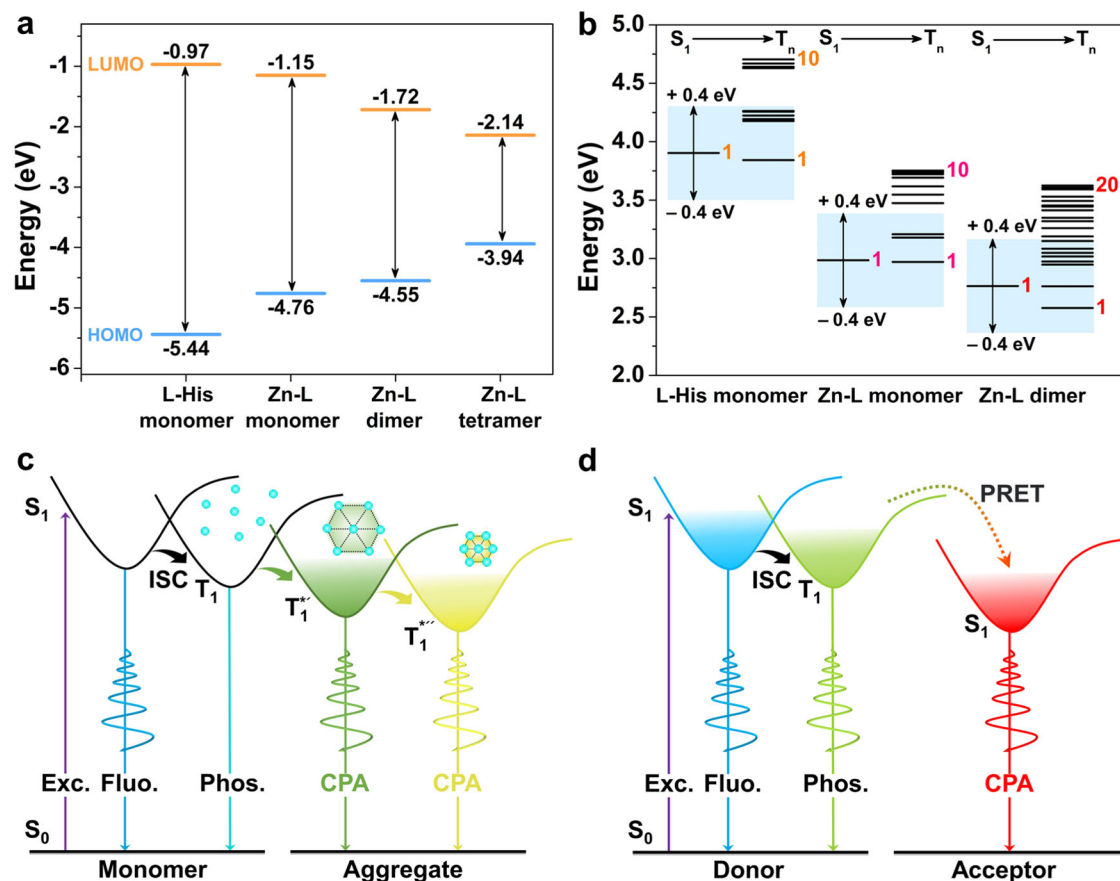 a
Energy (eV)
-1
-2
-3
-4
-5
-6
LUMO
HOMO
-0.97
-5.44
-1.15
-4.76
-1.72
-4.55
-2.14
-3.94
L-His
monomer
Zn-L
monomer
Zn-L
dimer
Zn-L
tetramer
b
Energy (eV)
5.0
4.5
4.0
3.5
3.0
2.5
2.0
S₁ Tₙ
S₁ Tₙ
S₁ Tₙ
+ 0.4 eV
– 0.4 eV
1
10
1
+ 0.4 eV
– 0.4 eV
1
10
1
+ 0.4 eV
– 0.4 eV
1
20
1
L-His monomer Zn-L monomer Zn-L dimer
c
S₁
ISC
T₁
T₁*′
T₁*″
Exc. Fluo. Phos. CPA CPA
S₀
Monomer Aggregate
d
S₁
ISC
T₁
PRET
S₁
Exc. Fluo. Phos. CPA
S₀
Donor Acceptor